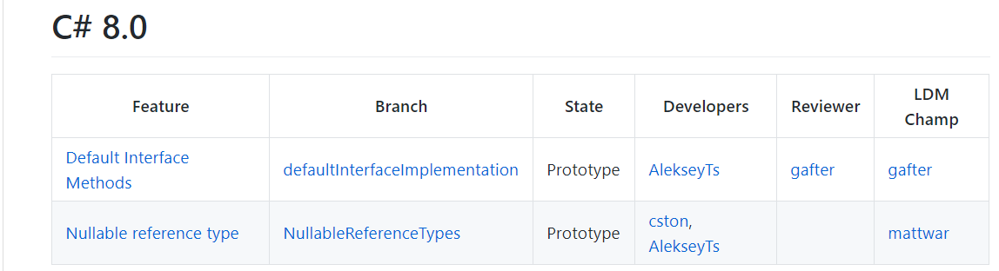 C# 8.0
Feature Branch State Developers Reviewer LDM Champ
Default Interface Methods defaultInterfaceImplementation Prototype AlekseyTs gafter gafter
Nullable reference type NullableReferenceTypes Prototype cston, AlekseyTs mattwar